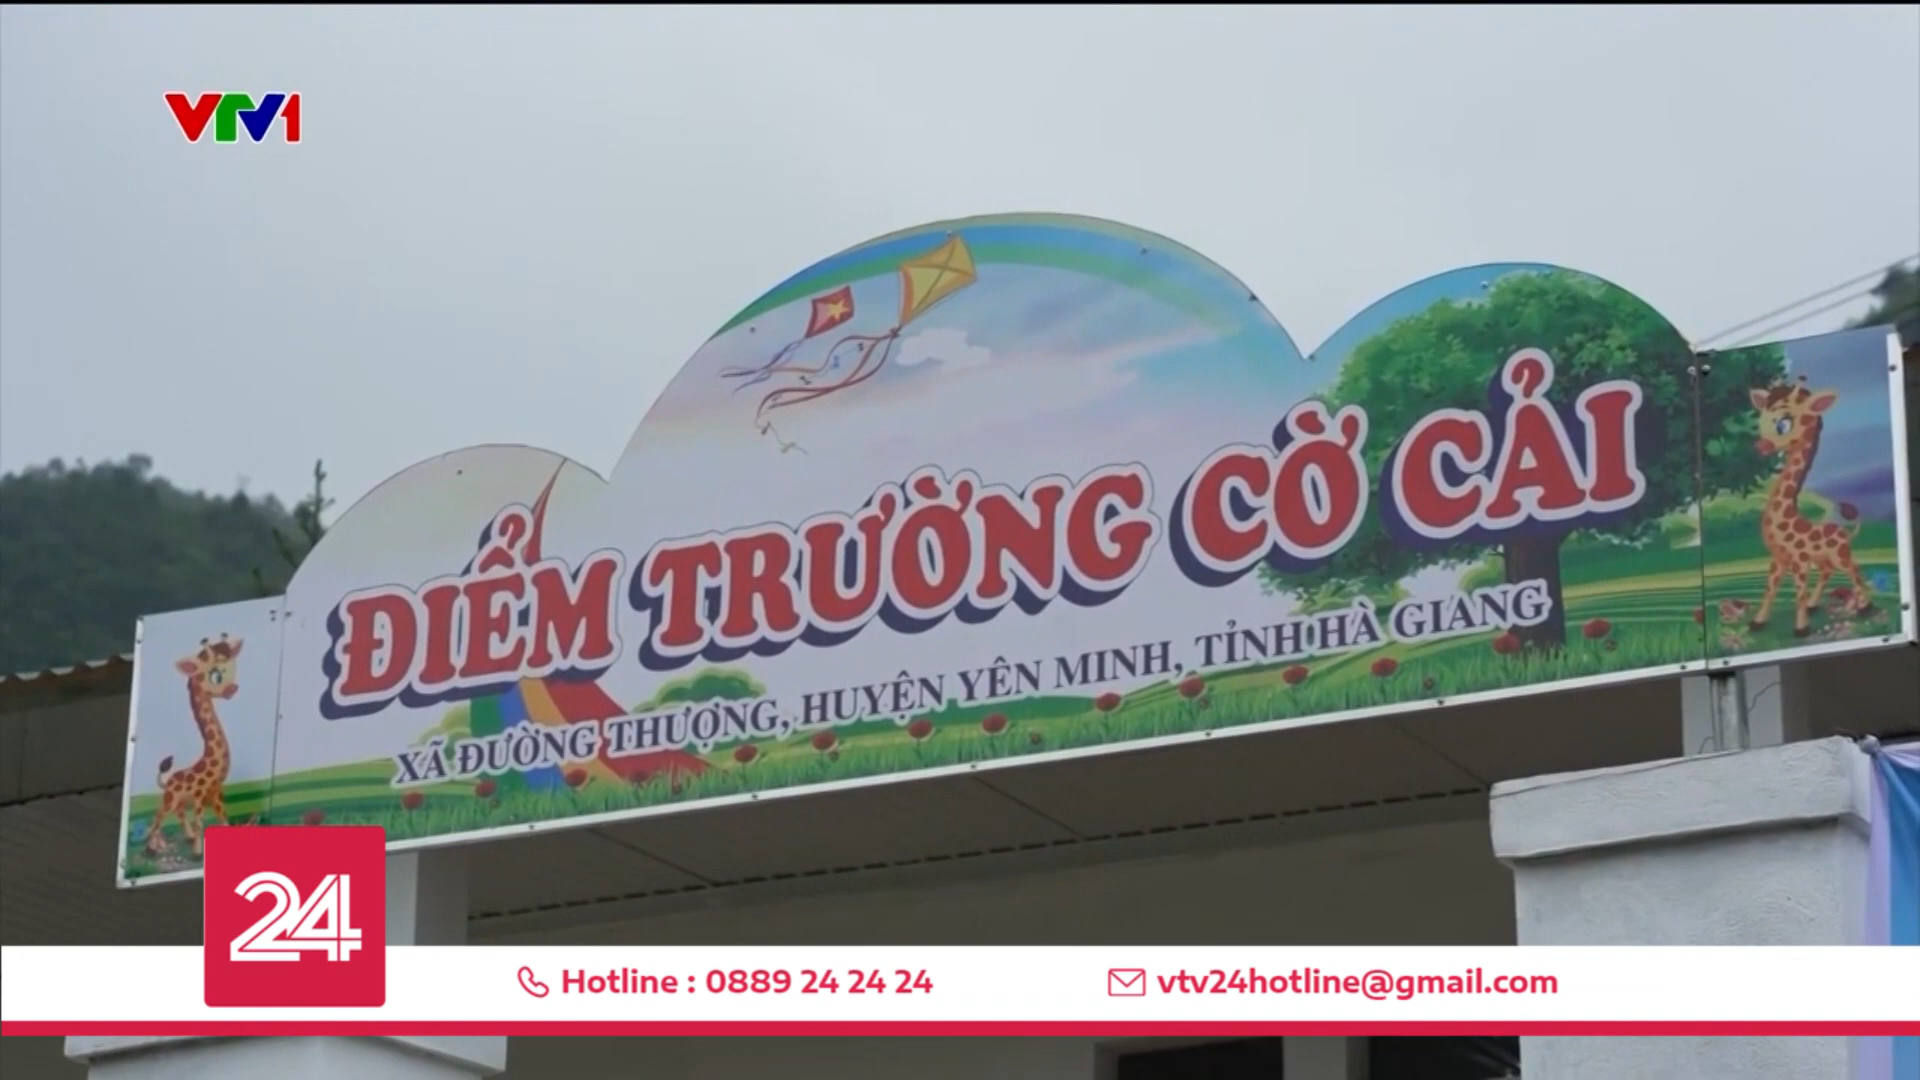 VTV1
ĐIỂM TRƯỜNG CỜ CẢI
XÃ ĐƯỜNG THƯỢNG, HUYỆN YÊN MINH, TỈNH HÀ GIANG
24
Hotline : 0889 24 24 24
vtv24hotline@gmail.com